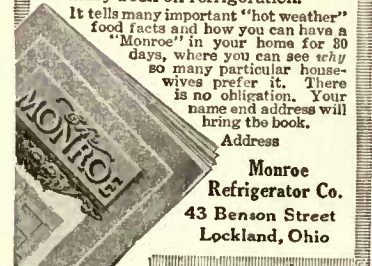 It tells many important "hot weather"
food facts and how you can have a
"Monroe" in your home for 30
days, where you can see why
so many particular house-
wives prefer it. There
is no obligation. Your
name end address will
bring the book.
Address
Monroe
Refrigerator Co.
43 Benson Street
Lockland, Ohio
The
MONROE